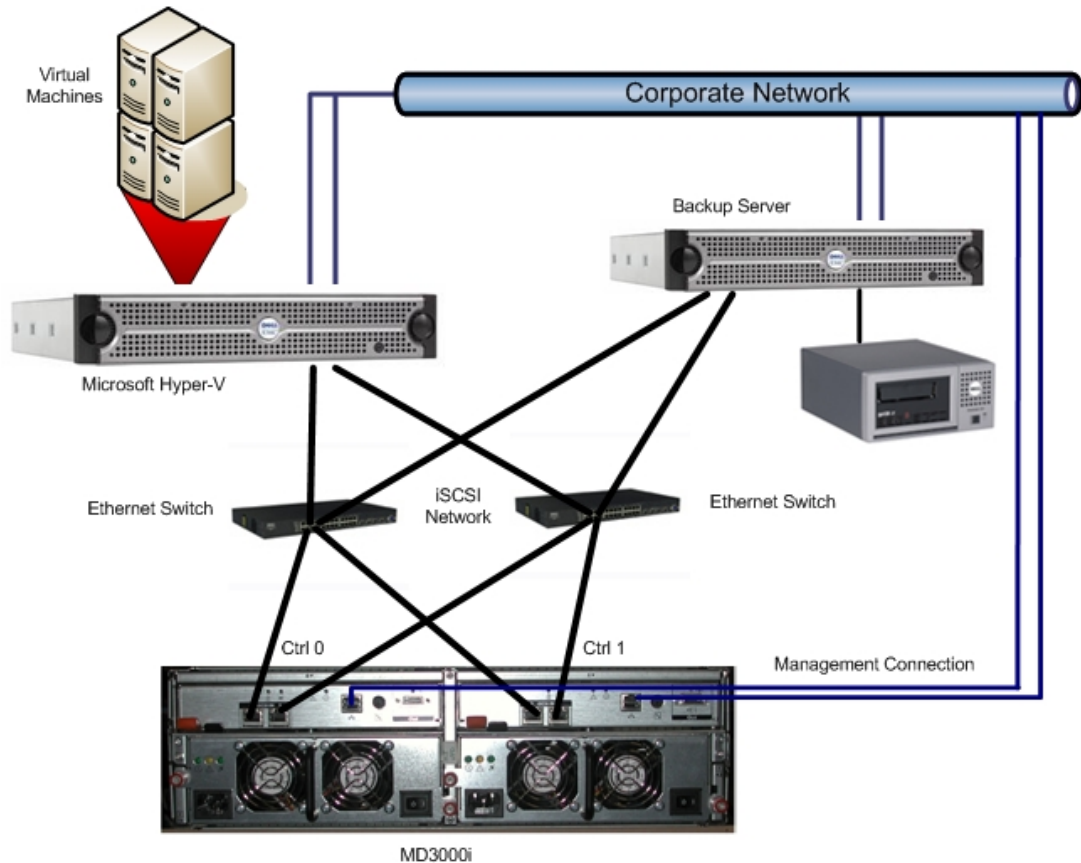 Virtual
Machines
Corporate Network
Backup Server
Microsoft Hyper-V
Ethernet Switch
iSCSI
Network
Ethernet Switch
Ctrl 0
Ctrl 1
Management Connection
MD3000i